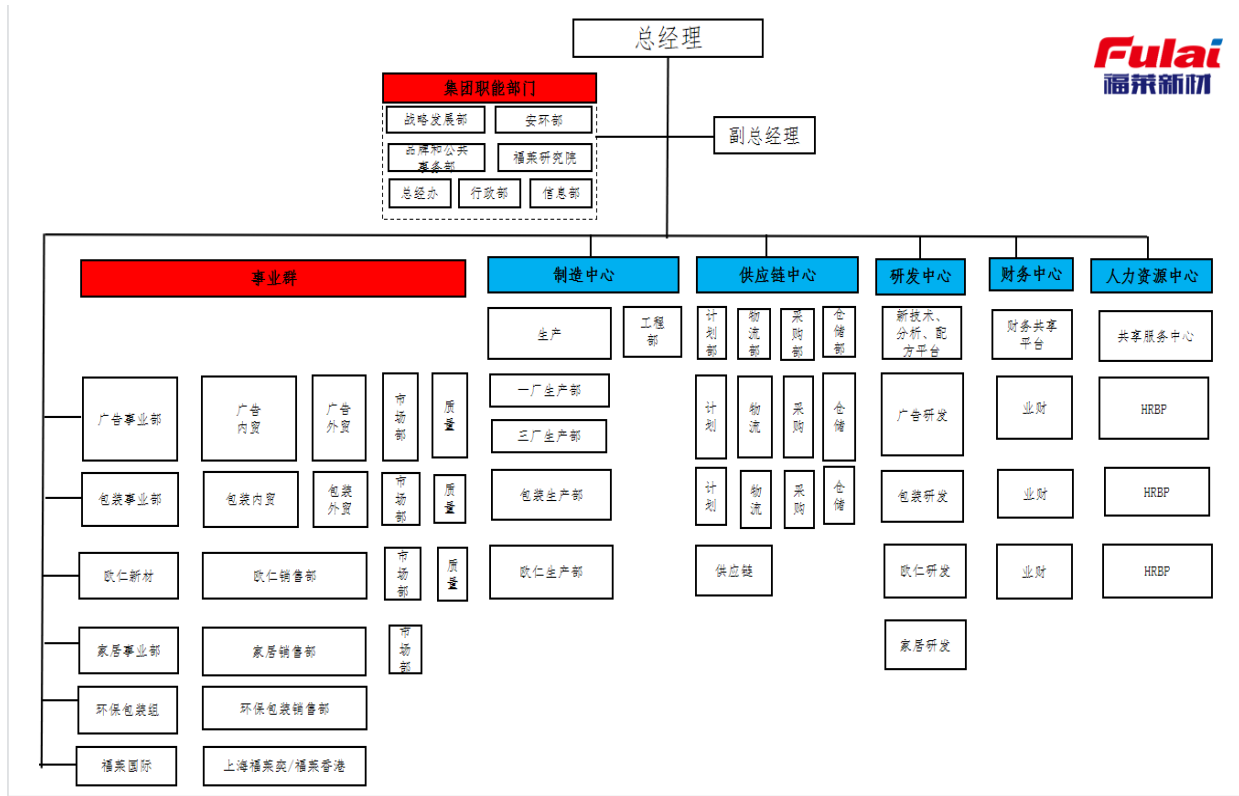 总经理
Fulai
福莱新材
集团职能部门
战略发展部
安环部
副总经理
品牌和公共
事务部
福莱研究院
总经办
行政部
信息部
事业群
制造中心
供应链中心
研发中心
财务中心
人力资源中心
生产
工程
部
计
划
部
物
流
部
采
购
部
仓
储
部
新技术、
分析、配
方平台
财务共享
平台
共享服务中心
广告事业部
广告
内贸
广告
外贸
市
场
部
质
量
一厂生产部
三厂生产部
计
划
物
流
采
购
仓
储
广告研发
业财
HRBP
包装事业部
包装内贸
包装
外贸
市
场
部
质
量
包装生产部
计
划
物
流
采
购
仓
储
包装研发
业财
HRBP
欧仁新材
欧仁销售部
市
场
部
质
量
欧仁生产部
供应链
欧仁研发
业财
HRBP
家居事业部
家居销售部
市
场
部
家居研发
环保包装组
环保包装销售部
福莱国际
上海福莱奕/福莱香港